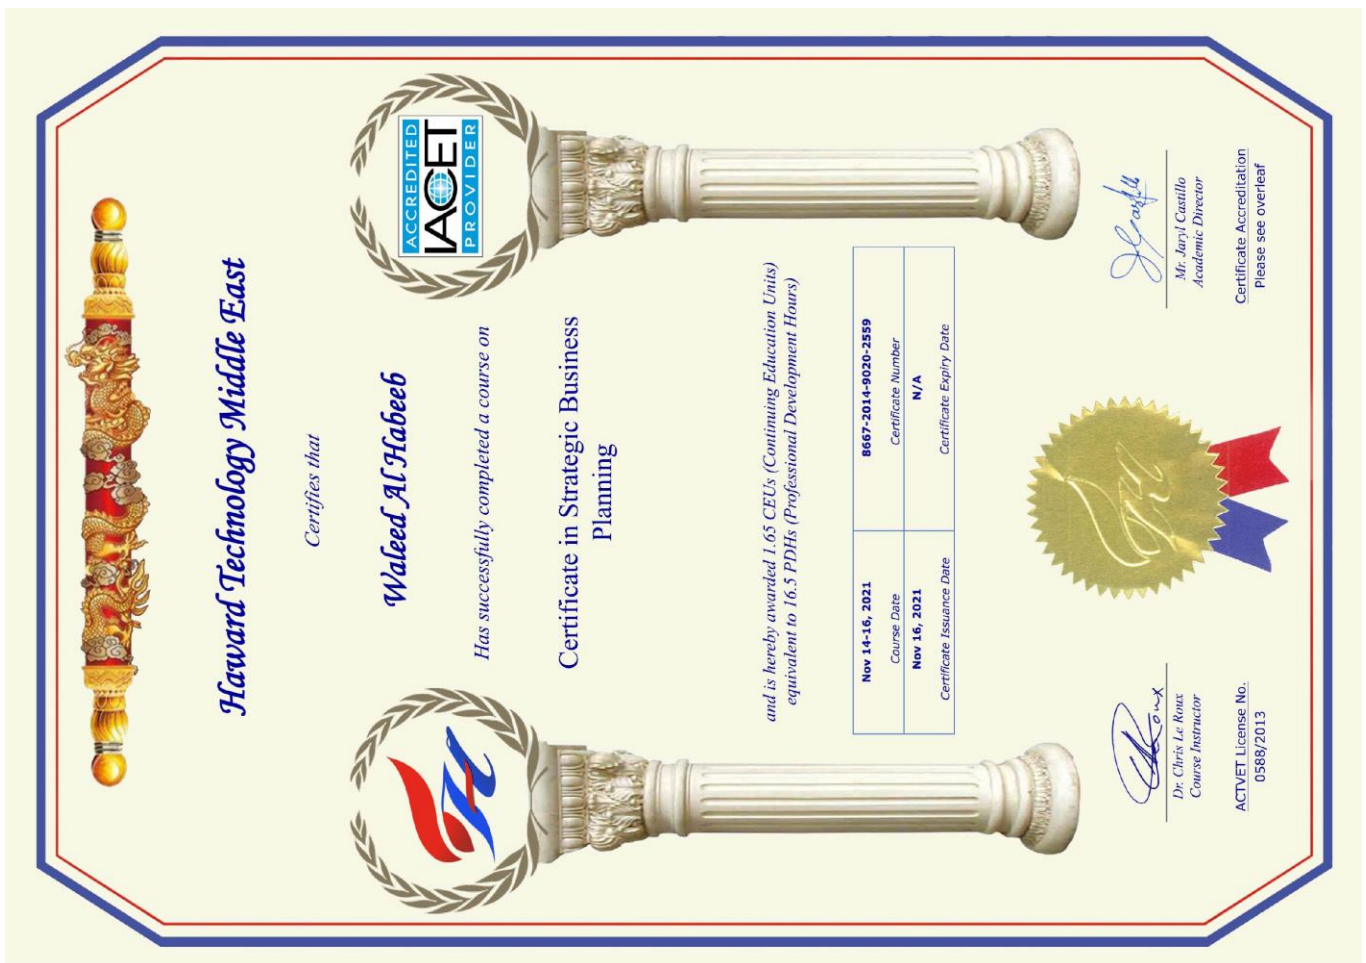 Haward Technology Middle East
Certifies that
Waleed Al Habeeb
ACCREDITED
IACET
PROVIDER
Has successfully completed a course on
Certificate in Strategic Business
Planning
and is hereby awarded 1.65 CEUs (Continuing Education Units)
equivalent to 16.5 PDHs (Professional Development Hours)
Nov 14-16, 2021 8667-2014-9020-2559
Course Date Certificate Number
Nov 16, 2021 N/A
Certificate Issuance Date Certificate Expiry Date
Dr. Chris Le Roux
Course Instructor
Mr. Jaryl Castillo
Academic Director
ACTVET License No.
0588/2013
Certificate Accreditation
Please see overleaf